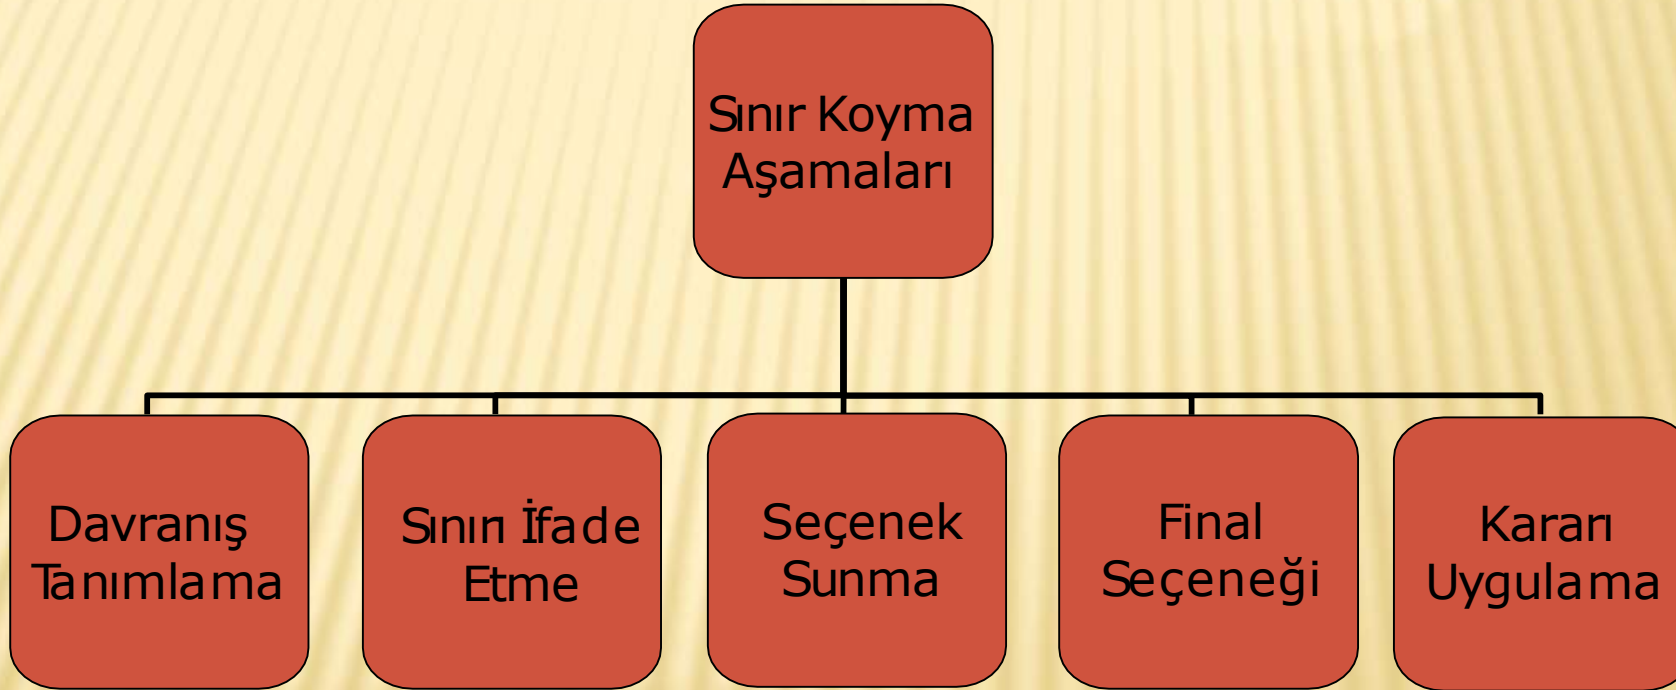 Sınır Koyma
Aşamaları
Davranış
Tanımlama
Sınırı İfade
Etme
Seçenek
Sunma
Final
Seçeneği
Kararı
Uygulama